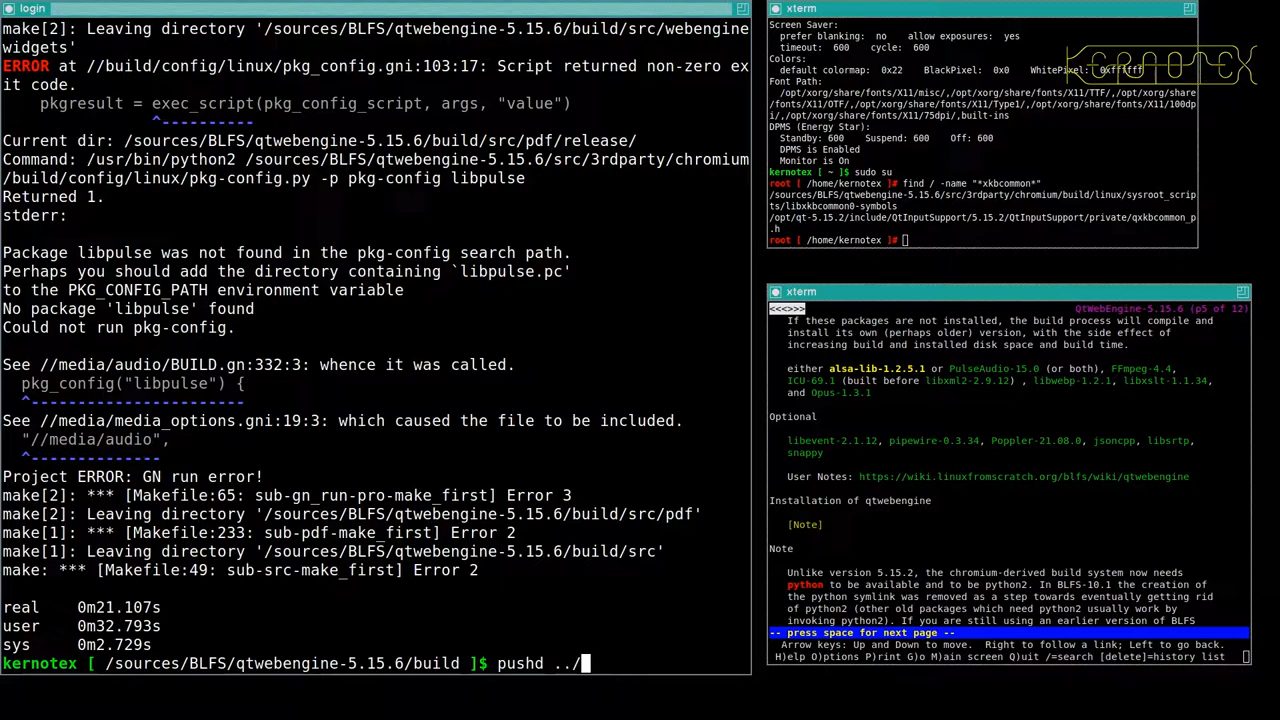 login
make[2]: Leaving directory '/sources/BLFS/qtwebengine-5.15.6/build/src/webengine
widgets'
ERROR at //build/config/linux/pkg_config.gni:103:17: Script returned non-zero ex
it code.
pkgresult = exec_script(pkg_config_script, args, "value")
^----------
Current dir: /sources/BLFS/qtwebengine-5.15.6/build/src/pdf/release/
Command: /usr/bin/python2 /sources/BLFS/qtwebengine-5.15.6/src/3rdparty/chromium
/build/config/linux/pkg-config.py -p pkg-config libpulse
Returned 1.
stderr:
Package libpulse was not found in the pkg-config search path.
Perhaps you should add the directory containing `libpulse.pc'
to the PKG_CONFIG_PATH environment variable
No package 'libpulse' found
Could not run pkg-config.
See //media/audio/BUILD.gn:332:3: whence it was called.
pkg_config("libpulse") {
^-----------------------
See //media/media_options.gni:19:3: which caused the file to be included.
"//media/audio",
^--------------
Project ERROR: GN run error!
make[2]: *** [Makefile:65: sub-gn_run-pro-make_first] Error 3
make[2]: Leaving directory '/sources/BLFS/qtwebengine-5.15.6/build/src/pdf'
make[1]: *** [Makefile:233: sub-pdf-make_first] Error 2
make[1]: Leaving directory '/sources/BLFS/qtwebengine-5.15.6/build/src'
make: *** [Makefile:49: sub-src-make_first] Error 2
real 0m21.107s
user 0m32.793s
sys 0m2.729s
kernotex [ /sources/BLFS/qtwebengine-5.15.6/build ]$ pushd ../
xterm
Screen Saver:
prefer blanking: no allow exposures: yes
timeout: 600 cycle: 600
Colors:
default colormap: 0x22 BlackPixel: 0x0 WhitePixel: 0xffffff
Font Path:
/opt/xorg/share/fonts/X11/misc/,/opt/xorg/share/fonts/X11/TTF/,/opt/xorg/share
/fonts/X11/OTF/,/opt/xorg/share/fonts/X11/Type1/,/opt/xorg/share/fonts/X11/100dp
i/,/opt/xorg/share/fonts/X11/75dpi/,built-ins
DPMS (Energy Star):
Standby: 600 Suspend: 600 Off: 600
DPMS is Enabled
Monitor is On
kernotex [ ~ ]$ sudo su
root [ /home/kernotex ]# find / -name "*xkbcommon*"
/sources/BLFS/qtwebengine-5.15.6/src/3rdparty/chromium/build/linux/sysroot_scrip
ts/libxkbcommon0-symbols
/opt/qt-5.15.2/include/QtInputSupport/5.15.2/QtInputSupport/private/qxkbcommon_p
.h
root [ /home/kernotex ]#
KERNOTEX
xterm
<<<>>> QtWebEngine-5.15.6 (p5 of 12)
If these packages are not installed, the build process will compile and
install its own (perhaps older) version, with the side effect of
increasing build and installed disk space and build time.
either alsa-lib-1.2.5.1 or PulseAudio-15.0 (or both), FFmpeg-4.4,
ICU-69.1 (built before libxml2-2.9.12) , libwebp-1.2.1, libxslt-1.1.34,
and Opus-1.3.1
Optional
libevent-2.1.12, pipewire-0.3.34, Poppler-21.08.0, jsoncpp, libsrtp,
snappy
User Notes: https://wiki.linuxfromscratch.org/blfs/wiki/qtwebengine
Installation of qtwebengine
[Note]
Note
Unlike version 5.15.2, the chromium-derived build system now needs
python to be available and to be python2. In BLFS-10.1 the creation of
the python symlink was removed as a step towards eventually getting rid
of python2 (other old packages which need python2 usually work by
invoking python2). If you are still using an earlier version of BLFS
-- press space for next page --
Arrow keys: Up and Down to move. Right to follow a link; Left to go back.
H)elp O)ptions P)rint G)o M)ain screen Q)uit /=search [delete]=history list